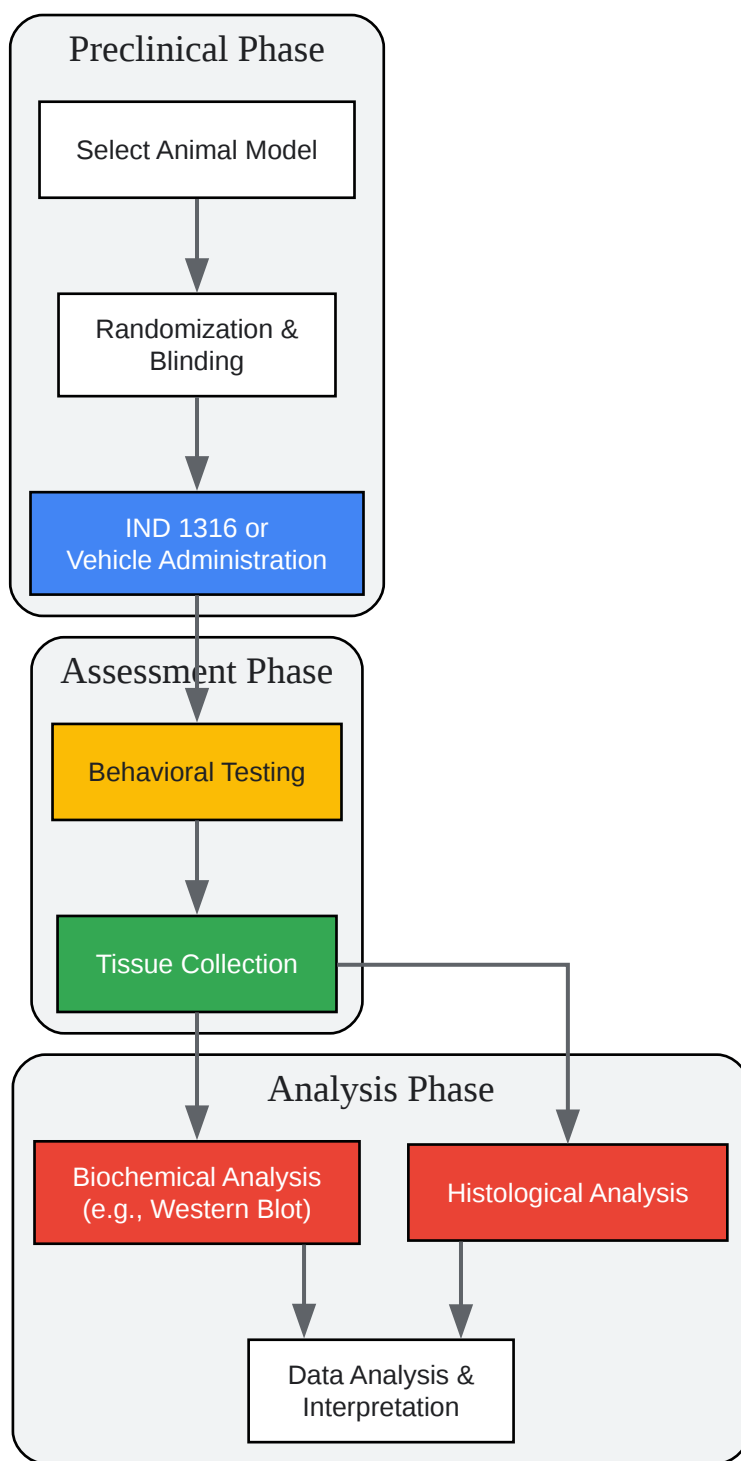 Preclinical Phase
Select Animal Model
Randomization &
Blinding
IND 1316 or
Vehicle Administration
Assessment Phase
Behavioral Testing
Tissue Collection
Analysis Phase
Biochemical Analysis
(e.g., Western Blot)
Histological Analysis
Data Analysis &
Interpretation